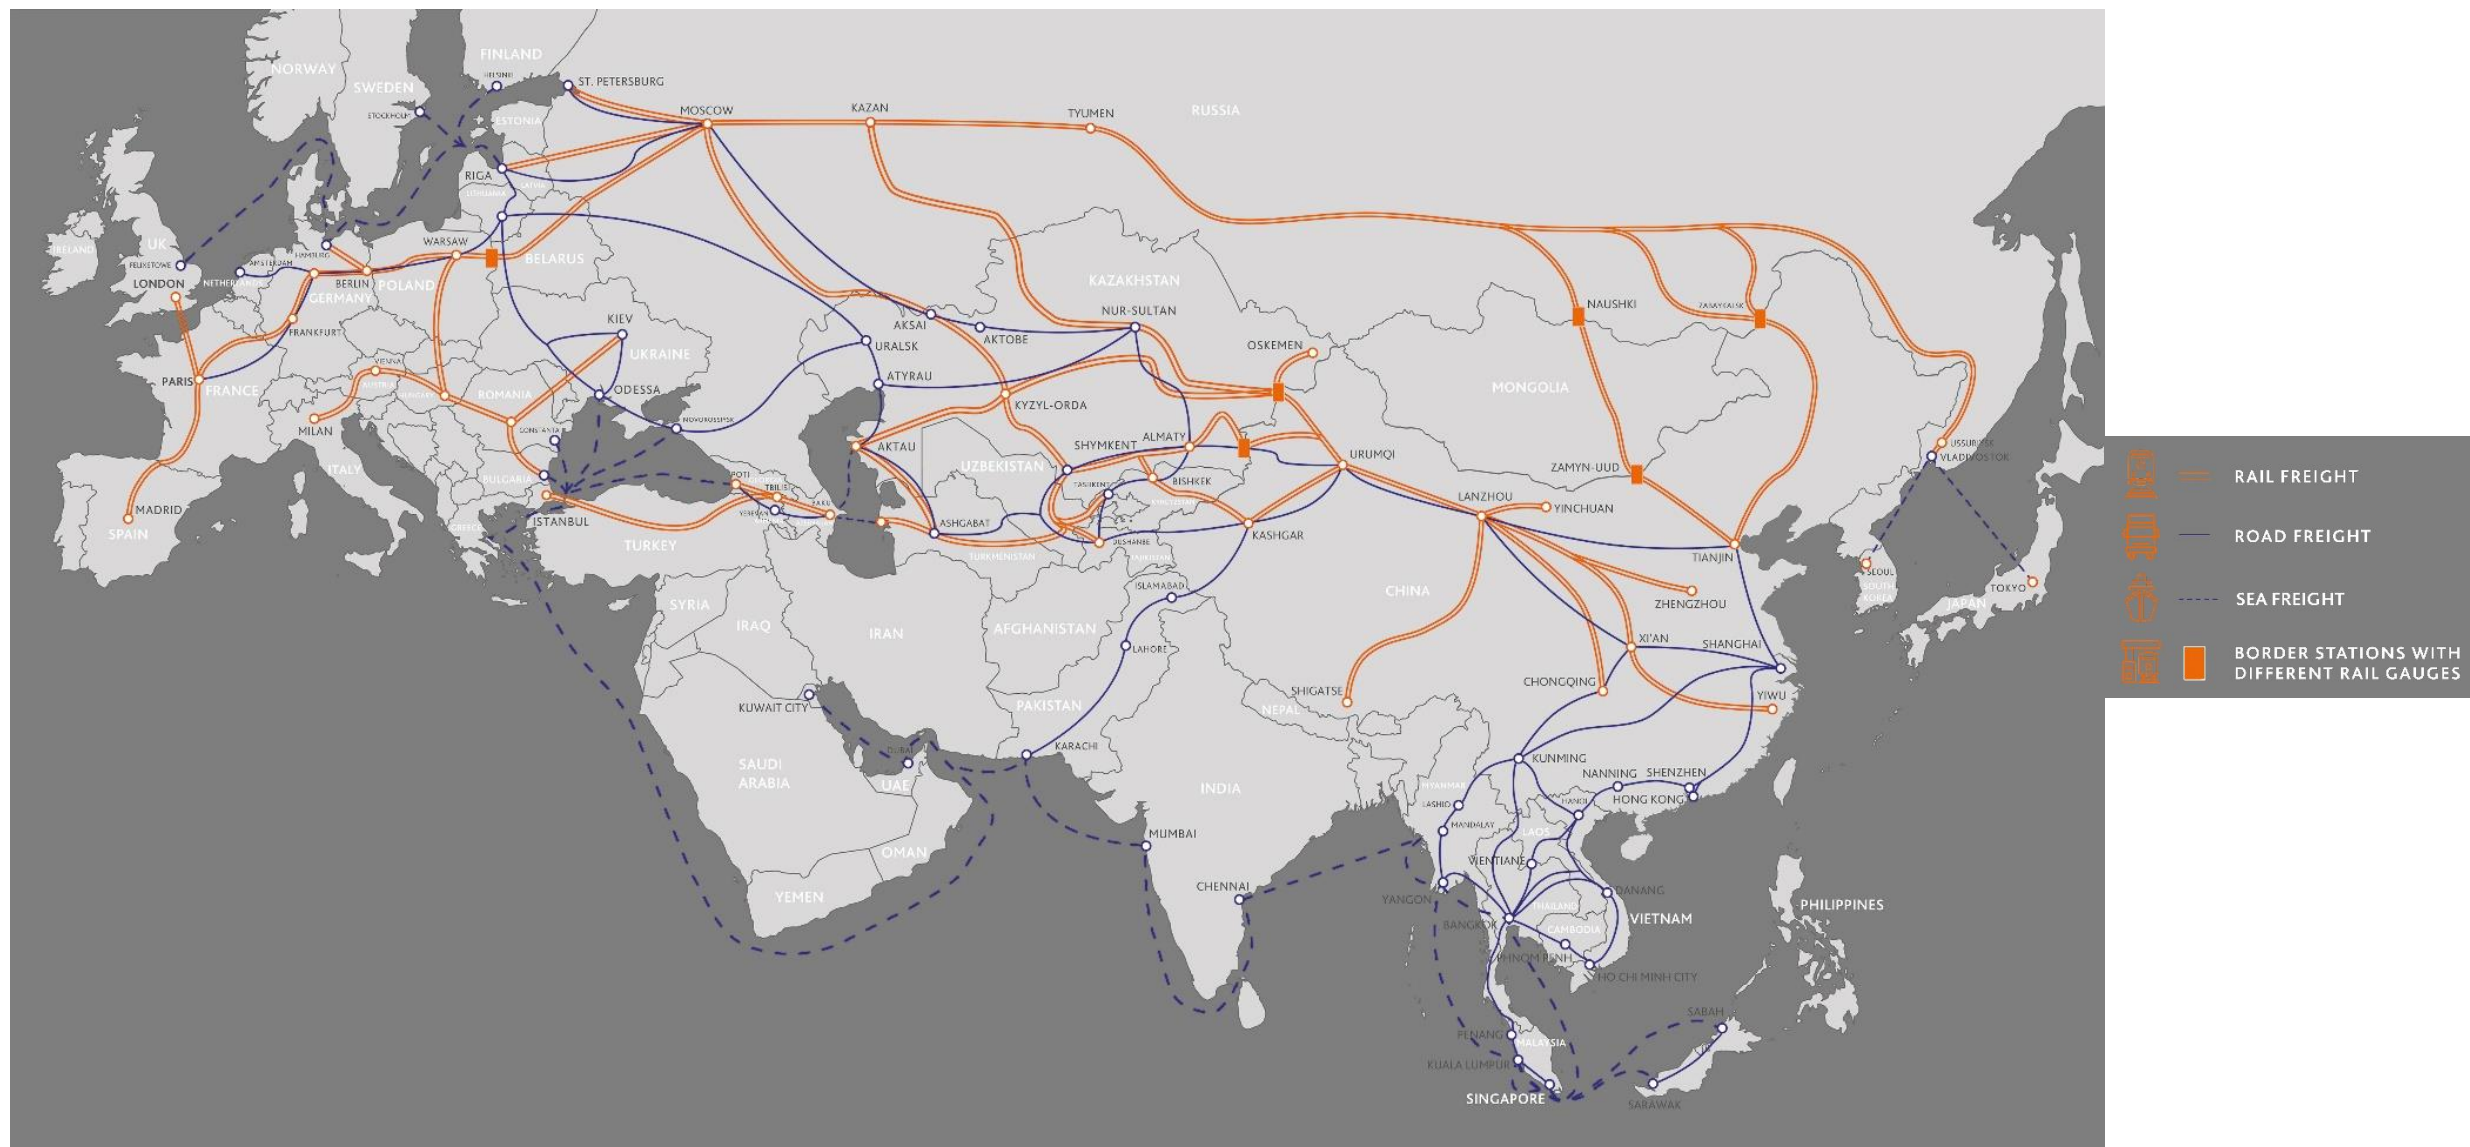 FINLAND
NORWAY
HELSINKI
ST. PETERSBURG
SWEDEN
STOCKHOLM
ESTONIA
MOSCOW
KAZAN
TYUMEN
RUSSIA
RIGA
LATVIA
LITHUANIA
IRELAND
UK
FELIXSTOWE
LONDON
AMSTERDAM
NETHERLANDS
HAMBURG
BERLIN
GERMANY
WARSAW
POLAND
BELARUS
KAZAKHSTAN
FRANKFURT
KIEV
UKRAINE
AKSAI
AKTOBE
NUR-SULTAN
NAUSHKI
ZABAYKALSK
URALSK
OSKEMEN
VIENNA
AUSTRIA
HUNGARY
ROMANIA
ODESSA
PARIS
FRANCE
ATYRAU
MONGOLIA
MILAN
CONSTANTA
NOVOROSSIYSK
KYZYL-ORDA
AKTAU
SHYMKENT
ALMATY
URUMQI
USSURIYSK
VLADIVOSTOK
ITALY
BULGARIA
POTI
GEORGIA
TBILISI
UZBEKISTAN
TASHKENT
BISHKEK
KYRGYZSTAN
ZAMYN-UUD
MADRID
SPAIN
GREECE
ISTANBUL
TURKEY
YEREVAN
BAKU
ASHGABAT
TURKMENISTAN
DUSHANBE
TAJIKISTAN
KASHGAR
LANZHOU
YINCHUAN
TIANJIN
SEOUL
SOUTH
KOREA
TOKYO
JAPAN
SYRIA
IRAQ
IRAN
AFGHANISTAN
ISLAMABAD
LAHORE
CHINA
ZHENGZHOU
XI'AN
SHANGHAI
CHONGQING
YIWU
SHIGATSE
NEPAL
KUWAIT CITY
PAKISTAN
KARACHI
DUBAI
UAE
SAUDI
ARABIA
OMAN
YEMEN
INDIA
MUMBAI
CHENNAI
KUNMING
NANNING
SHENZHEN
HONG KONG
MYANMAR
LASHIO
MANDALAY
HANOI
LAOS
VIENTIANE
YANGON
BANGKOK
THAILAND
DANANG
VIETNAM
CAMBODIA
PHNOM PENH
HO CHI MINH CITY
PHILIPPINES
PENANG
MALAYSIA
KUALA LUMPUR
SINGAPORE
SABAH
SARAWAK
RAIL FREIGHT
ROAD FREIGHT
SEA FREIGHT
BORDER STATIONS WITH
DIFFERENT RAIL GAUGES